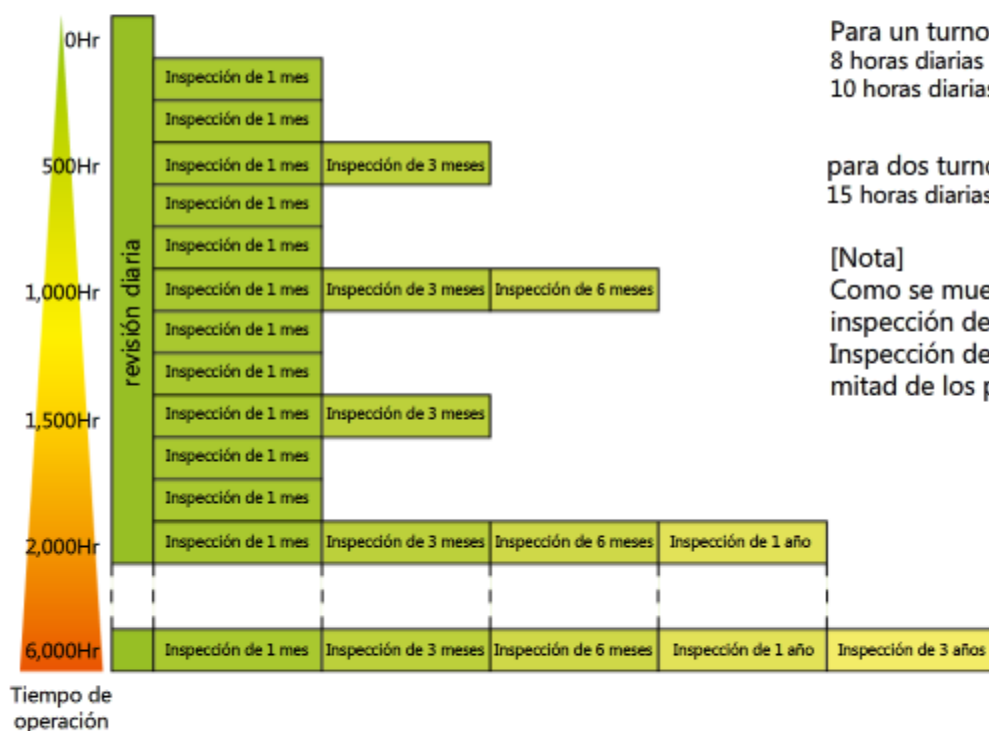 0Hr
Inspección de 1 mes
Inspección de 1 mes
500Hr
Inspección de 1 mes
Inspección de 3 meses
Inspección de 1 mes
Inspección de 1 mes
revisión diaria
1,000Hr
Inspección de 1 mes
Inspección de 3 meses
Inspección de 6 meses
Inspección de 1 mes
Inspección de 1 mes
1,500Hr
Inspección de 1 mes
Inspección de 3 meses
Inspección de 1 mes
Inspección de 1 mes
2,000Hr
Inspección de 1 mes
Inspección de 3 meses
Inspección de 6 meses
Inspección de 1 año
6,000Hr
Inspección de 1 mes
Inspección de 3 meses
Inspección de 6 meses
Inspección de 1 año
Inspección de 3 años
Tiempo de
operación
Para un turno
8 horas diarias
10 horas diarias
para dos
15 horas diarias
[Nota]
Como se
inspección de
Inspección de
mitad de los